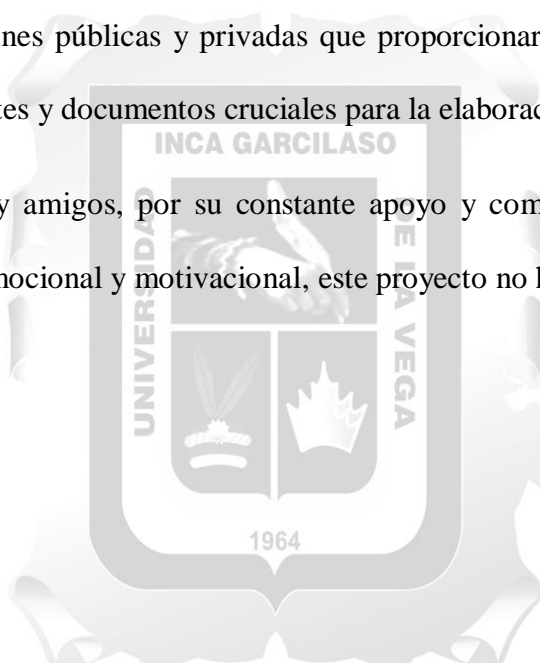 nes públicas y privadas que proporcionar
tes y documentos cruciales para la elaborac
INCA GARCILASO
y amigos, por su constante apoyo y com
nocional y motivacional, este proyecto no
UNIVERSIDAD
DE LA VEGA
1964